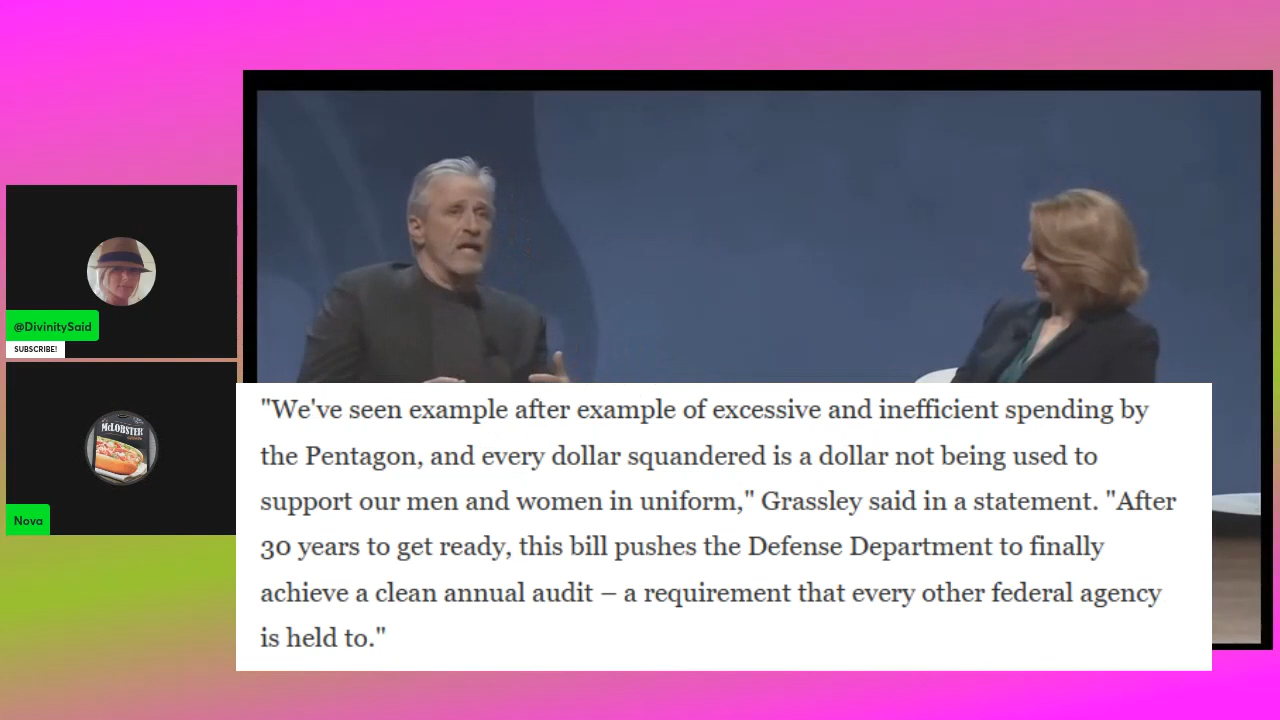 @DivinitySaid
SUBSCRIBE!
McLOBSTER
Nova
"We've seen example after example of excessive and inefficient spending by
the Pentagon, and every dollar squandered is a dollar not being used to
support our men and women in uniform," Grassley said in a statement. "After
30 years to get ready, this bill pushes the Defense Department to finally
achieve a clean annual audit – a requirement that every other federal agency
is held to."